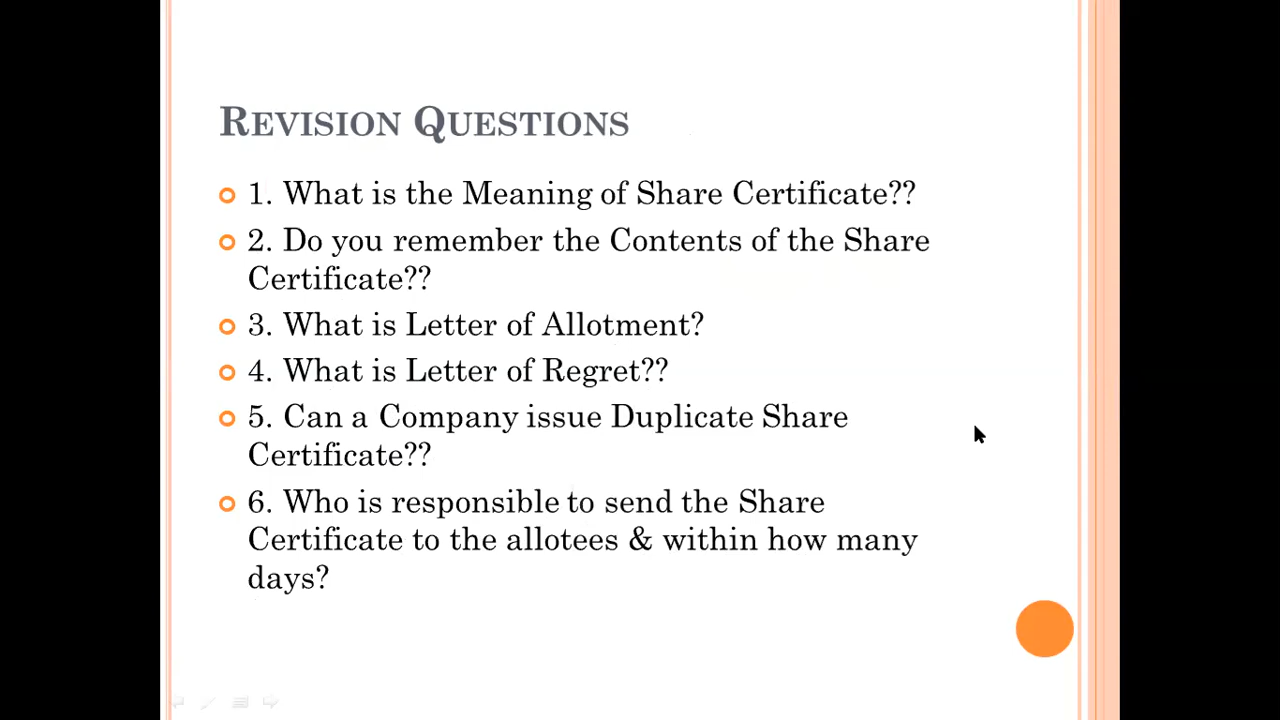 REVISION QUESTIONS
1. What is the Meaning of Share Certificate??
2. Do you remember the Contents of the Share
Certificate??
3. What is Letter of Allotment?
4. What is Letter of Regret??
5. Can a Company issue Duplicate Share
Certificate??
6. Who is responsible to send the Share
Certificate to the allotees & within how many
days?